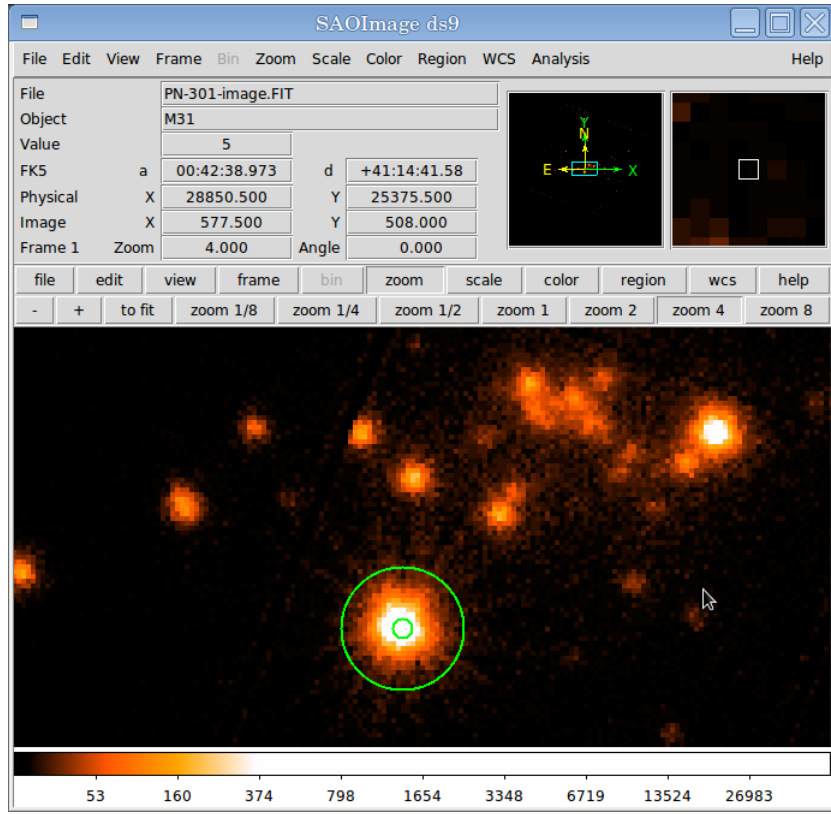 SAOImage ds9
File Edit View Frame Bin Zoom Scale Color Region WCS Analysis Help
File PN-301-image.FIT
Object M31
Value 5
FK5 a 00:42:38.973 d +41:14:41.58
Physical X 28850.500 Y 25375.500
Image X 577.500 Y 508.000
Frame 1 Zoom 4.000 Angle 0.000
Y
N
E X
file edit view frame bin zoom scale color region wcs help
- + to fit zoom 1/8 zoom 1/4 zoom 1/2 zoom 1 zoom 2 zoom 4 zoom 8
53 160 374 798 1654 3348 6719 13524 26983